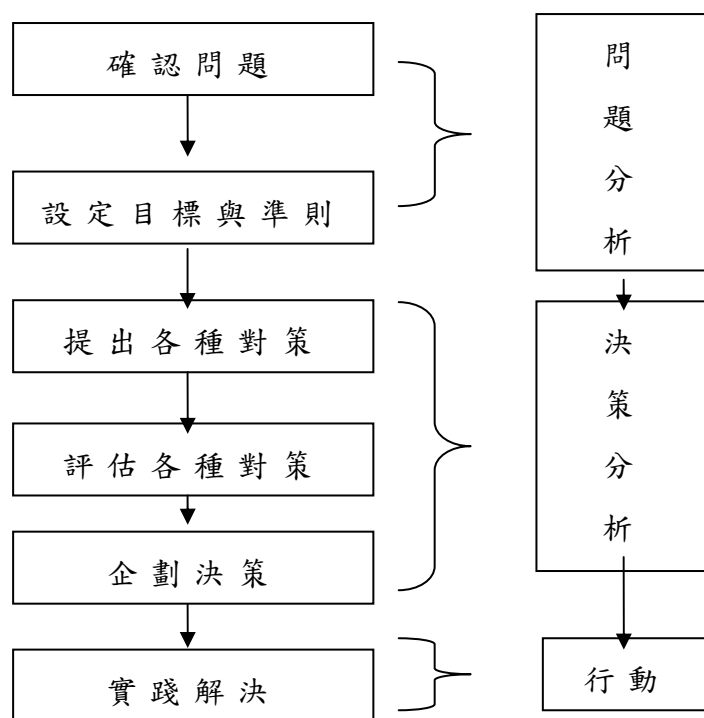 確認問題
設定目標與準則
提出各種對策
評估各種對策
企劃決策
實踐解決
問題分析
決策分析
行動